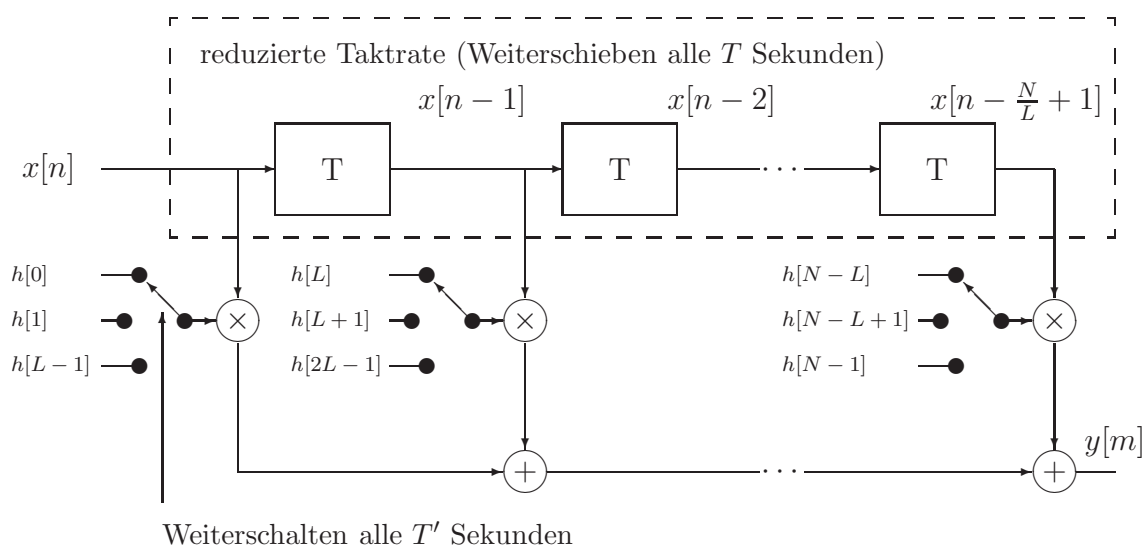 reduzierte Taktrate (Weiterschieben alle T Sekunden)
x[n − 1] x[n − 2] x[n − N/L + 1]
x[n] T T · · · T
h[0] h[L] h[N − L]
h[1] × h[L + 1] × h[N − L + 1] ×
h[L − 1] h[2L − 1] h[N − 1]
y[m]
+ · · · +
Weiterschalten alle T′ Sekunden